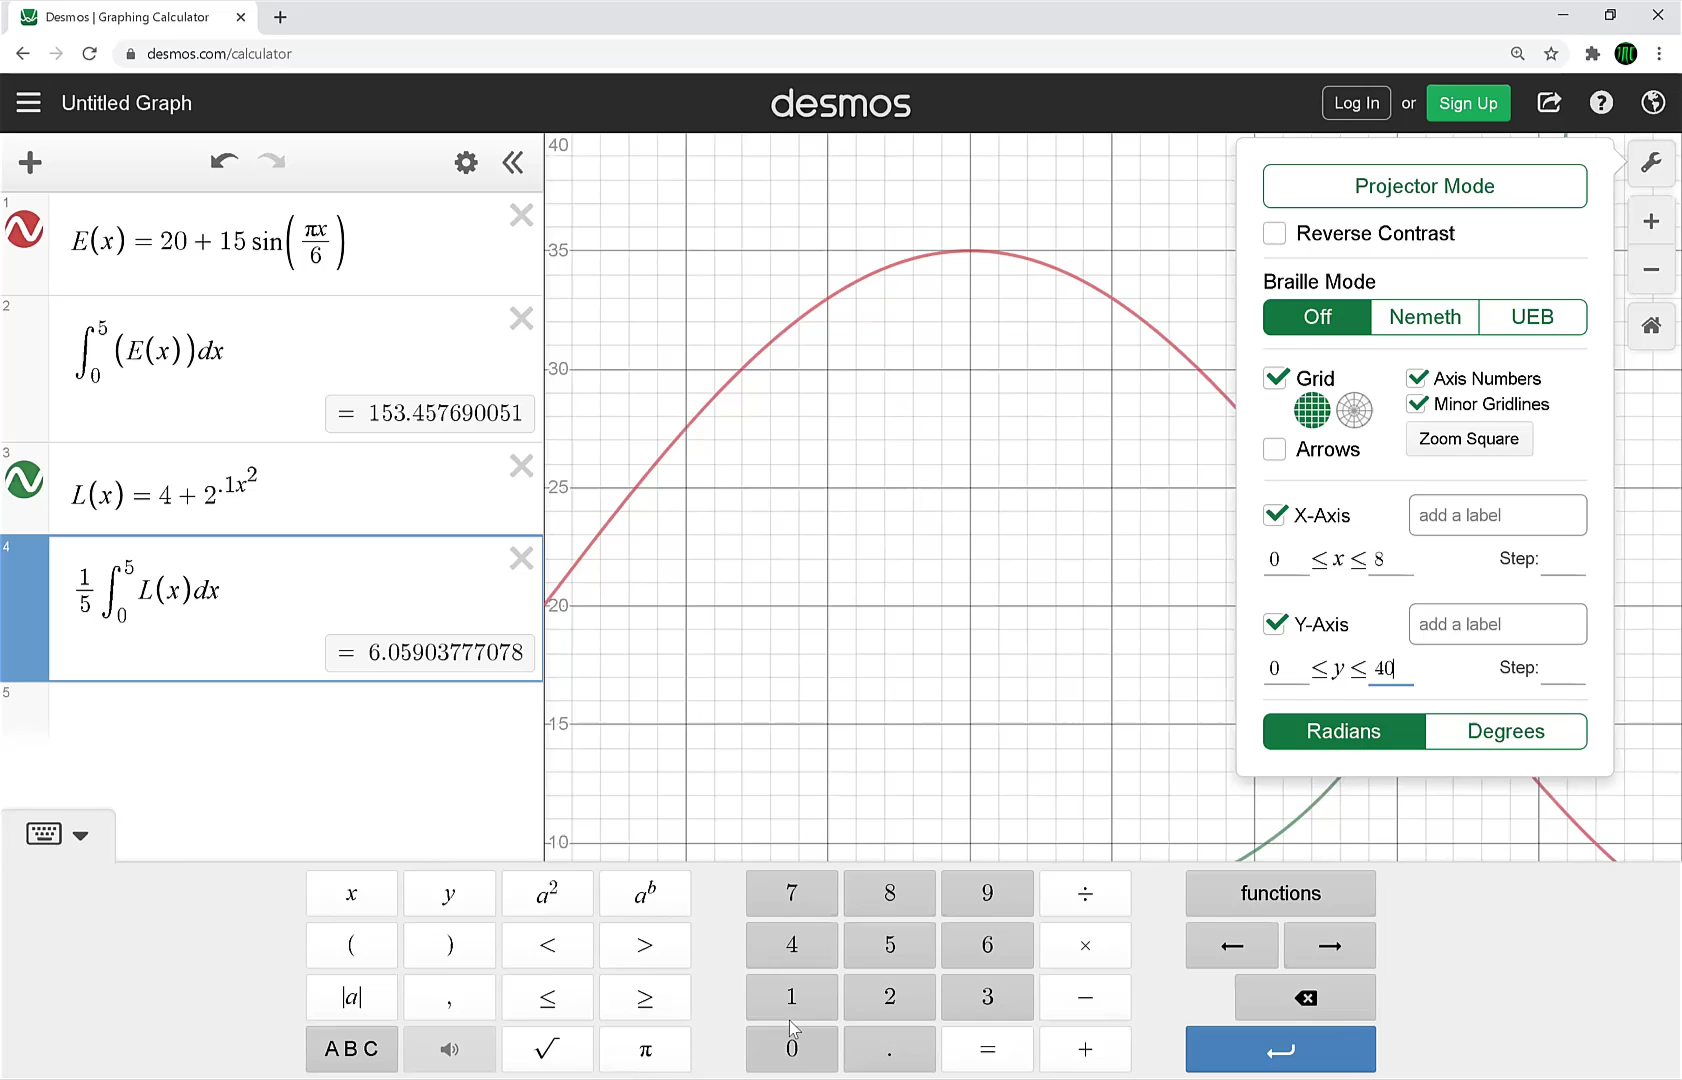 Desmos | Graphing Calculator
desmos.com/calculator
Untitled Graph
desmos
Log In or Sign Up
1
E(x) = 20 + 15 sin(πx/6)
2
∫₀⁵ (E(x))dx
= 153.457690051
3
L(x) = 4 + 2^{.1x^2}
4
1/5 ∫₀⁵ L(x)dx
= 6.05903777078
5
40
35
30
25
20
15
10
Projector Mode
Reverse Contrast
Braille Mode
Off Nemeth UEB
Grid
Axis Numbers
Minor Gridlines
Arrows
Zoom Square
X-Axis
add a label
0 ≤ x ≤ 8
Step:
Y-Axis
add a label
0 ≤ y ≤ 40
Step:
Radians Degrees
x y a² aᵇ 7 8 9 ÷ functions
( ) < > 4 5 6 × ← →
|a| , ≤ ≥ 1 2 3 −
A B C √ π 0 . = +